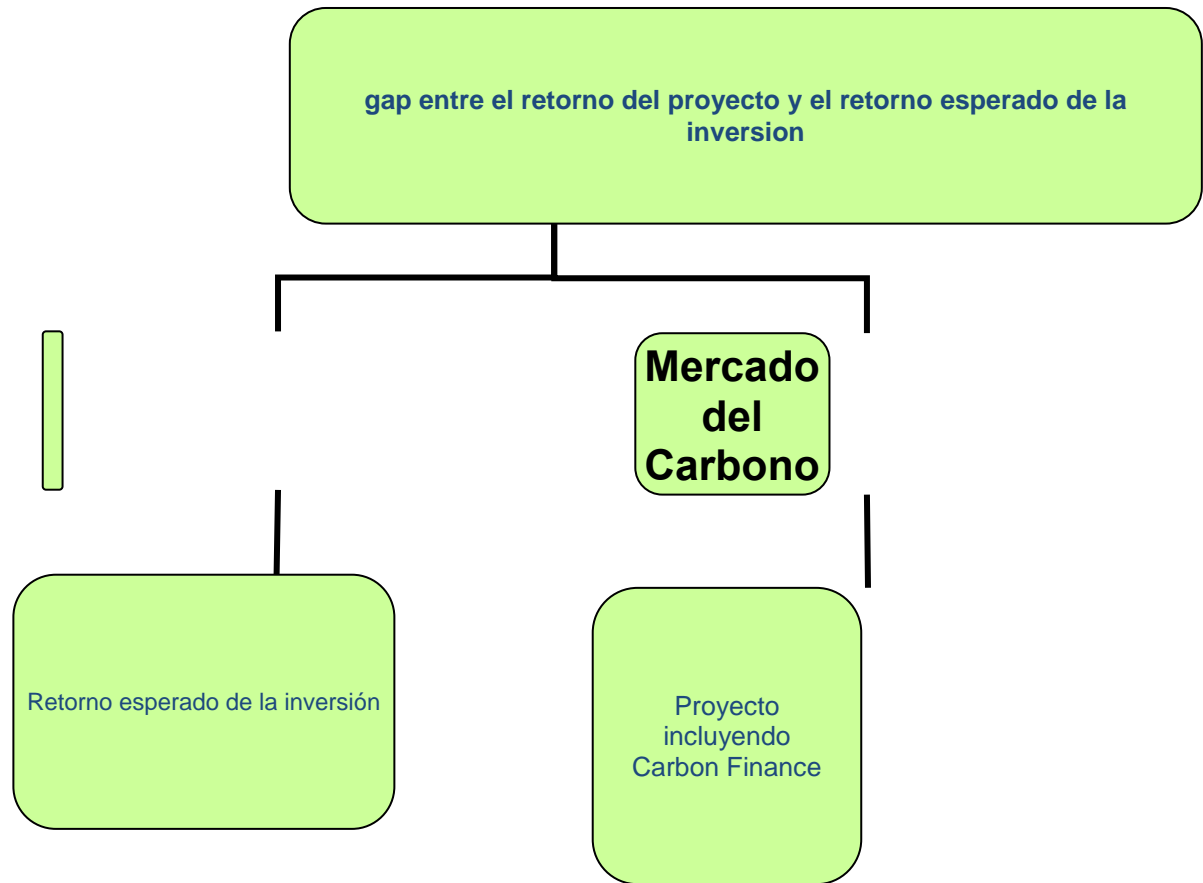 gap entre el retorno del proyecto y el retorno esperado de la
inversion
Mercado
del
Carbono
Retorno esperado de la inversión
Proyecto
incluyendo
Carbon Finance